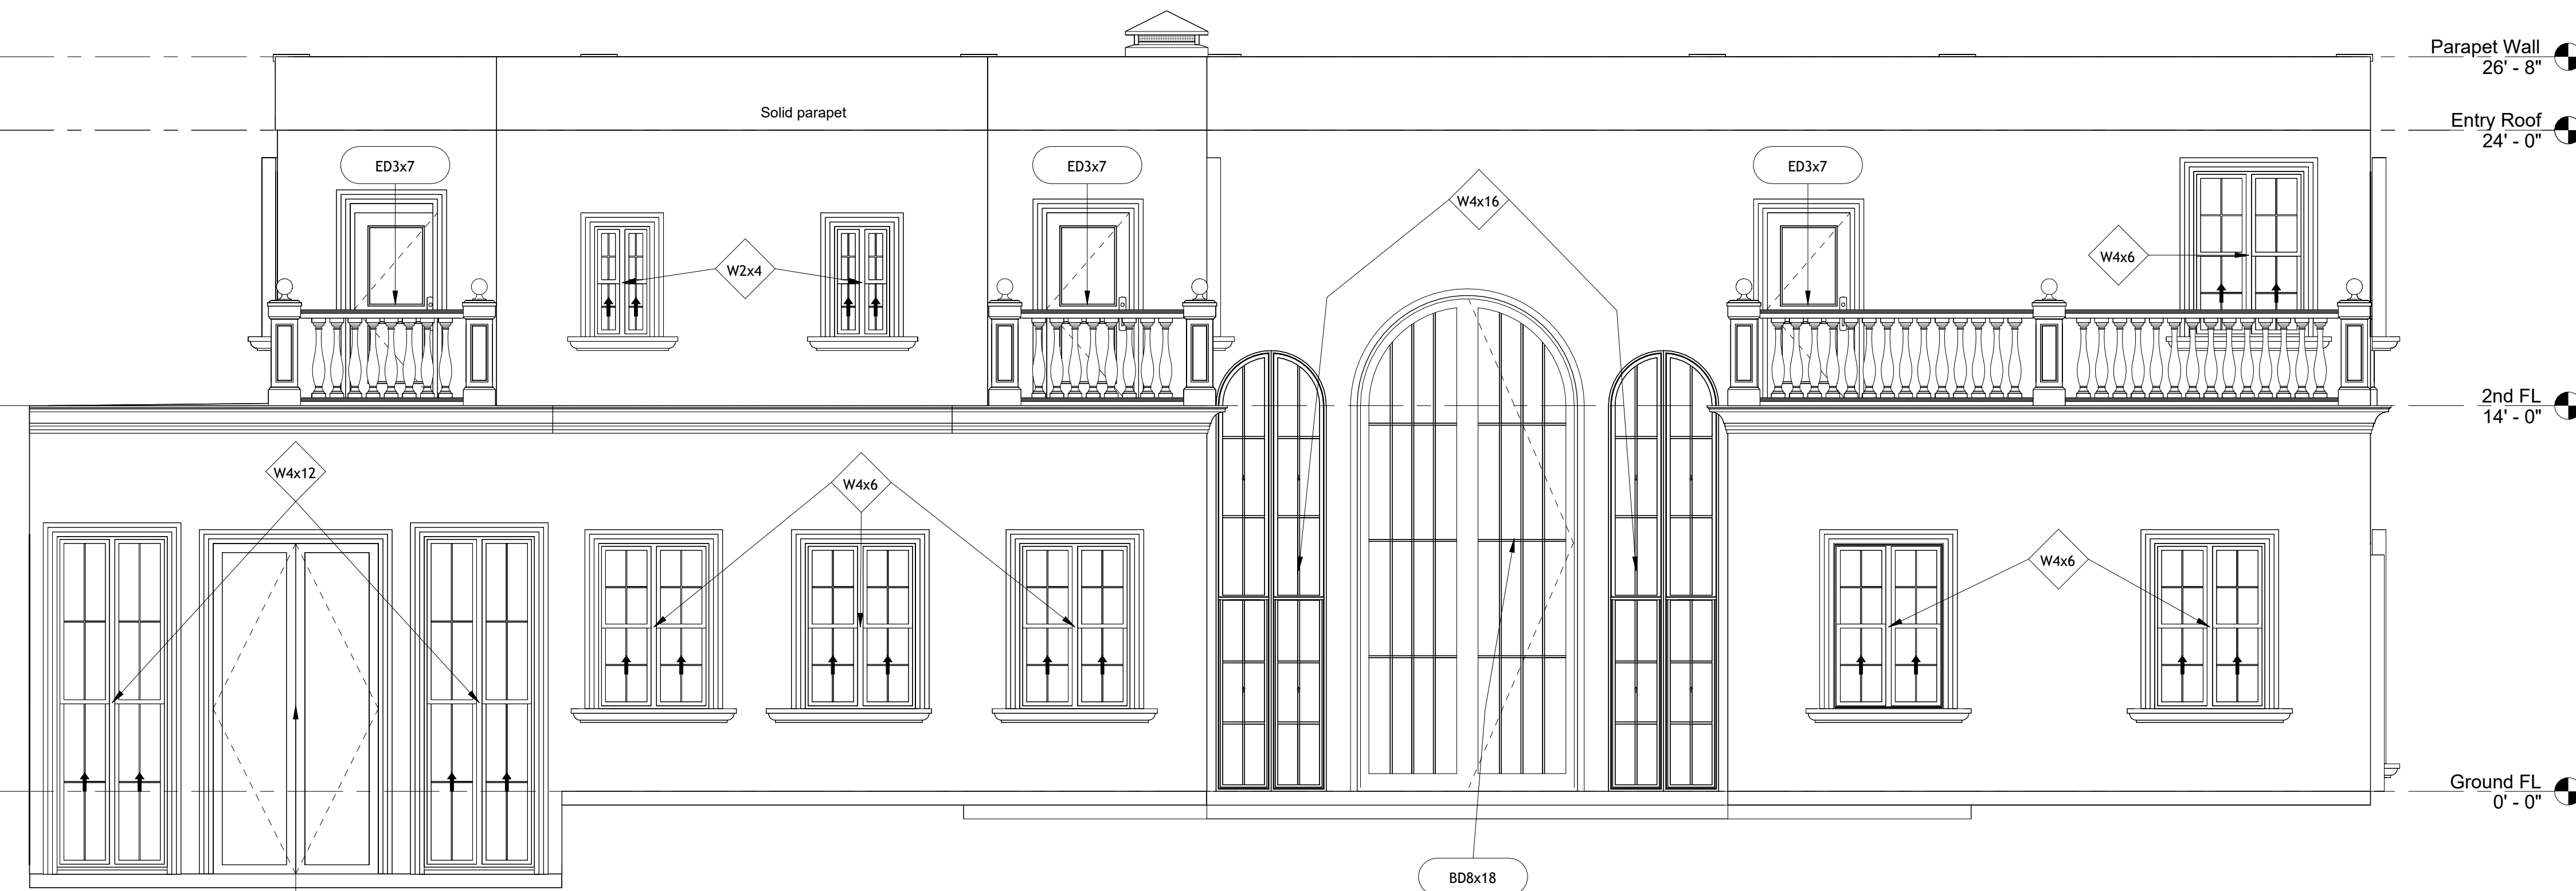 Parapet Wall
26' - 8"
Solid parapet
Entry Roof
24' - 0"
ED3x7
ED3x7
ED3x7
W4x16
W2x4
W4x6
2nd FL
14' - 0"
W4x12
W4x6
W4x6
Ground FL
0' - 0"
BD8x18